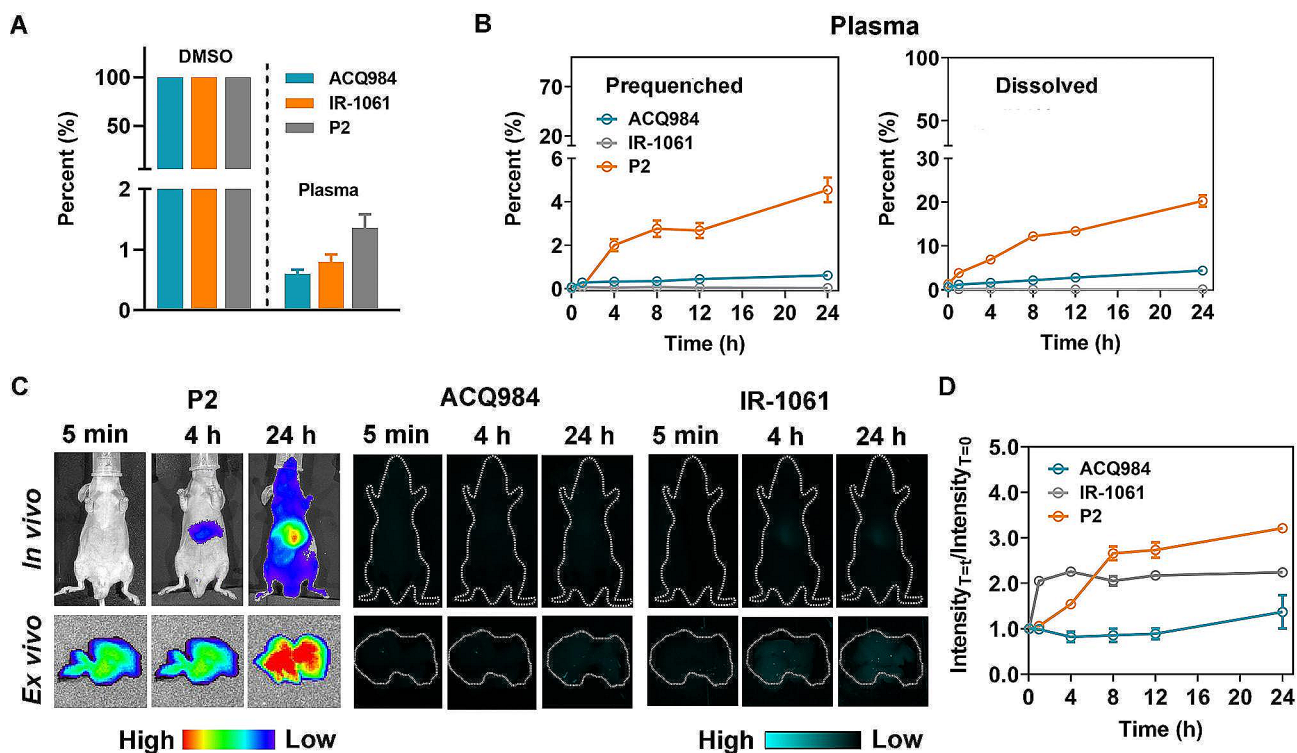 A
DMSO
ACQ984
IR-1061
P2
Plasma
Percent (%)
100
50
2
1
0
B
Plasma
Prequenched
ACQ984
IR-1061
P2
Percent (%)
70
20
6
4
2
0
0 4 8 12 16 20 24
Time (h)
Dissolved
Percent (%)
100
50
30
20
10
0
0 4 8 12 16 20 24
Time (h)
C
P2
ACQ984
IR-1061
5 min 4 h 24 h
5 min 4 h 24 h
5 min 4 h 24 h
In vivo
Ex vivo
High Low
High Low
D
ACQ984
IR-1061
P2
Intensity T=t/Intensity T=0
5.0
4.0
3.0
2.0
1.0
0.0
0 4 8 12 16 20 24
Time (h)